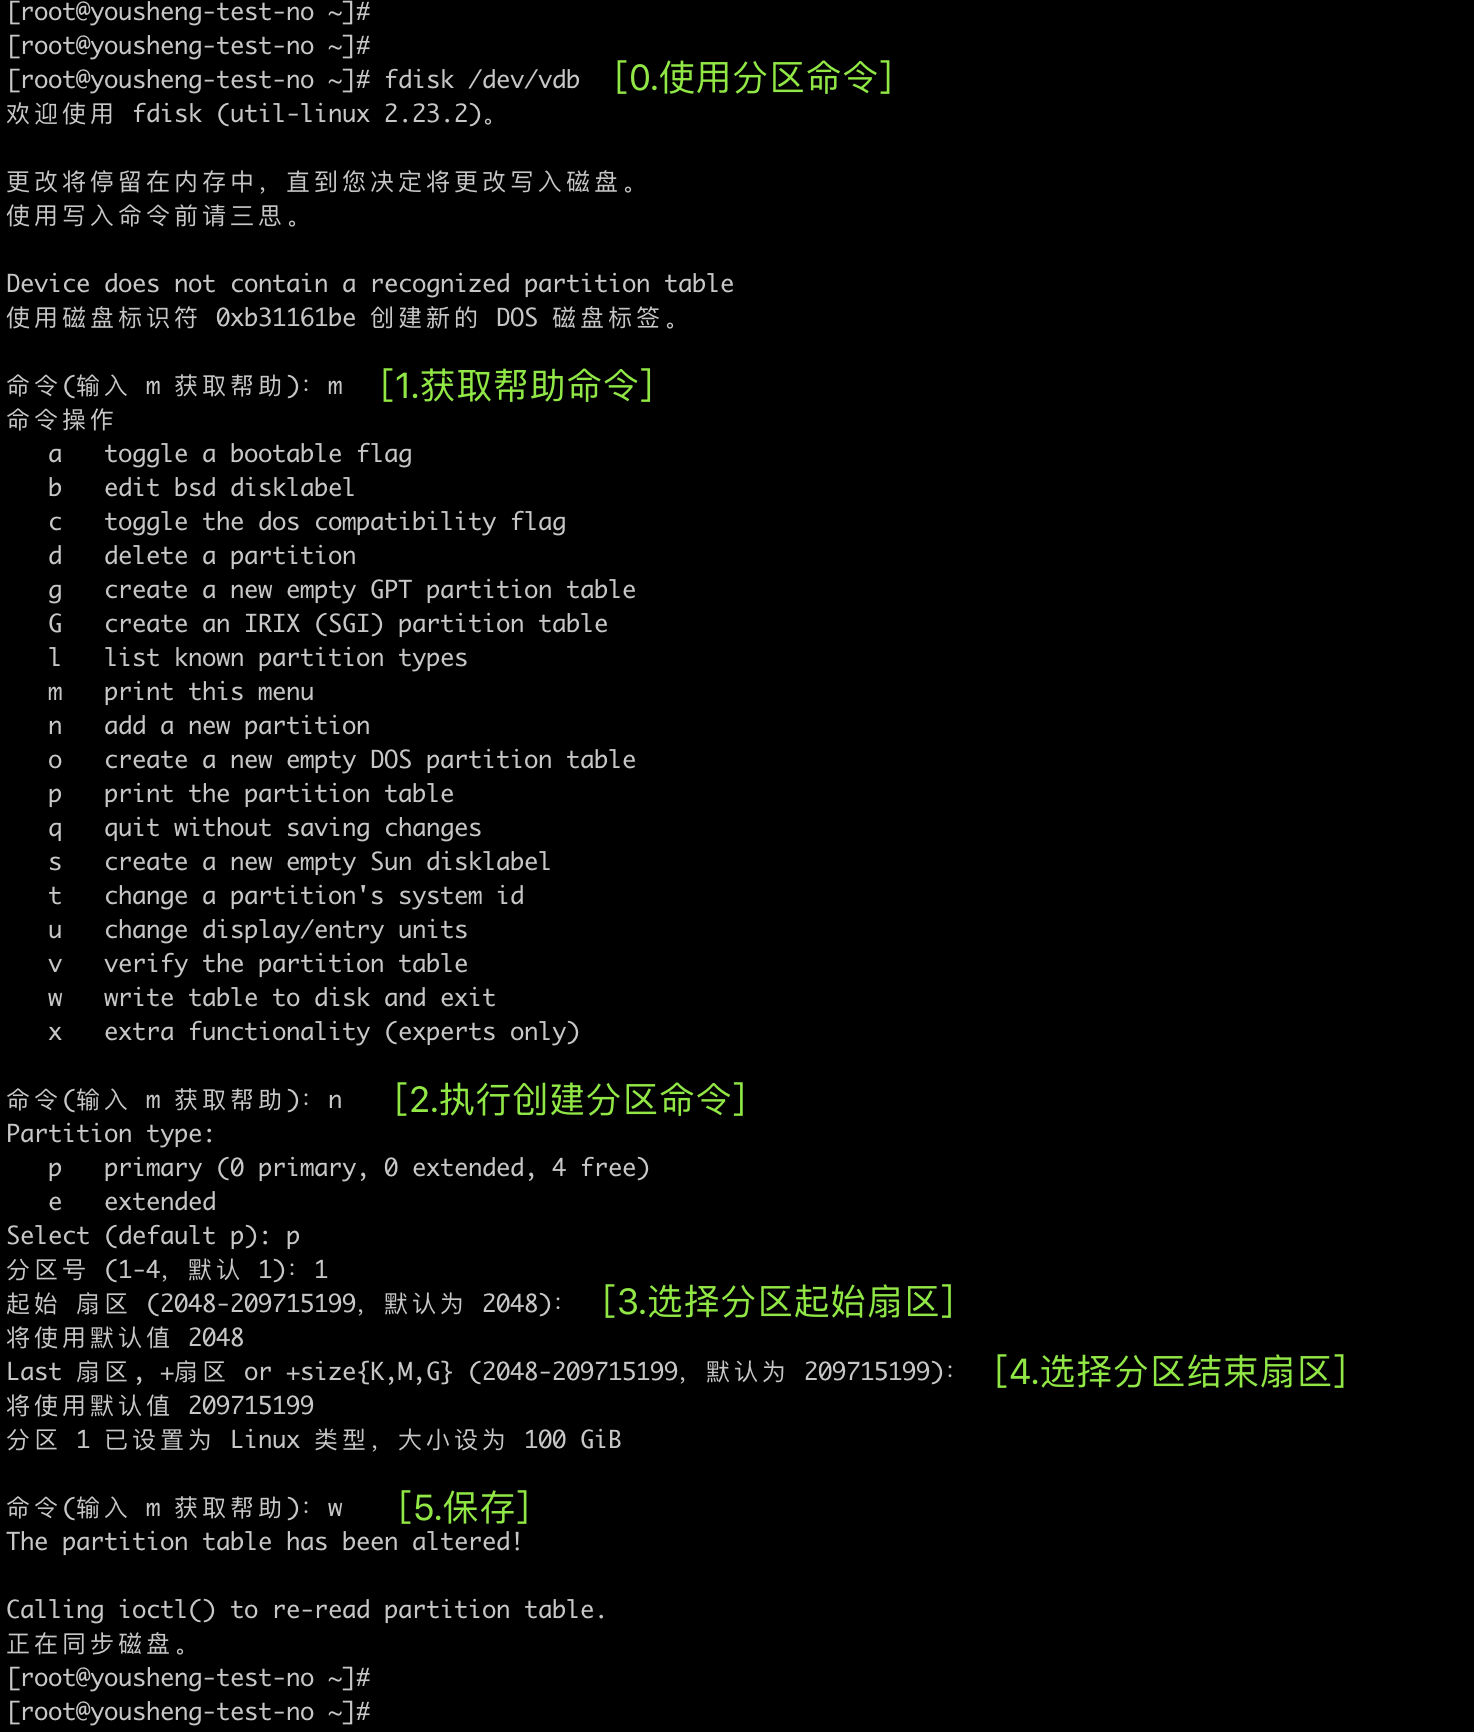 [root@yousheng-test-no ~]#
[root@yousheng-test-no ~]#
[root@yousheng-test-no ~]# fdisk /dev/vdb [0.使用分区命令]
欢迎使用 fdisk (util-linux 2.23.2)。
更改将停留在内存中，直到您决定将更改写入磁盘。
使用写入命令前请三思。
Device does not contain a recognized partition table
使用磁盘标识符 0xb31161be 创建新的 DOS 磁盘标签。
命令(输入 m 获取帮助)：m [1.获取帮助命令]
命令操作
a toggle a bootable flag
b edit bsd disklabel
c toggle the dos compatibility flag
d delete a partition
g create a new empty GPT partition table
G create an IRIX (SGI) partition table
l list known partition types
m print this menu
n add a new partition
o create a new empty DOS partition table
p print the partition table
q quit without saving changes
s create a new empty Sun disklabel
t change a partition's system id
u change display/entry units
v verify the partition table
w write table to disk and exit
x extra functionality (experts only)
命令(输入 m 获取帮助)：n [2.执行创建分区命令]
Partition type:
p primary (0 primary, 0 extended, 4 free)
e extended
Select (default p): p
分区号 (1-4，默认 1)：1
起始 扇区 (2048-209715199，默认为 2048)： [3.选择分区起始扇区]
将使用默认值 2048
Last 扇区, +扇区 or +size{K,M,G} (2048-209715199，默认为 209715199)： [4.选择分区结束扇区]
将使用默认值 209715199
分区 1 已设置为 Linux 类型，大小设为 100 GiB
命令(输入 m 获取帮助)：w [5.保存]
The partition table has been altered!
Calling ioctl() to re-read partition table.
正在同步磁盘。
[root@yousheng-test-no ~]#
[root@yousheng-test-no ~]#